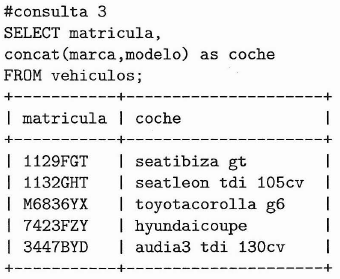 #consulta 3
SELECT matricula,
concat(marca,modelo) as coche
FROM vehiculos;
+-----------+----------------------+
| matricula | coche                |
+-----------+----------------------+
| 1129FGT   | seatibiza gt         |
| 1132GHT   | seatleon tdi 105cv   |
| M6836YX   | toyotacorolla g6     |
| 7423FZY   | hyundaicoupe         |
| 3447BYD   | audia3 tdi 130cv     |
+-----------+----------------------+